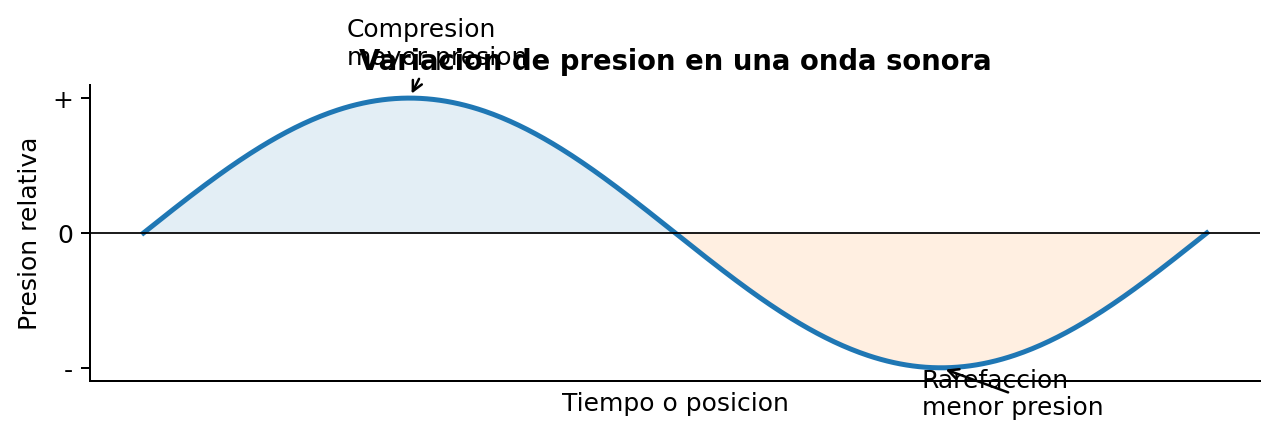 Compresion
mayor presion
Variacion de presion en una onda sonora
+
0
-
Presion relativa
Tiempo o posicion
Rarefaccion
menor presion